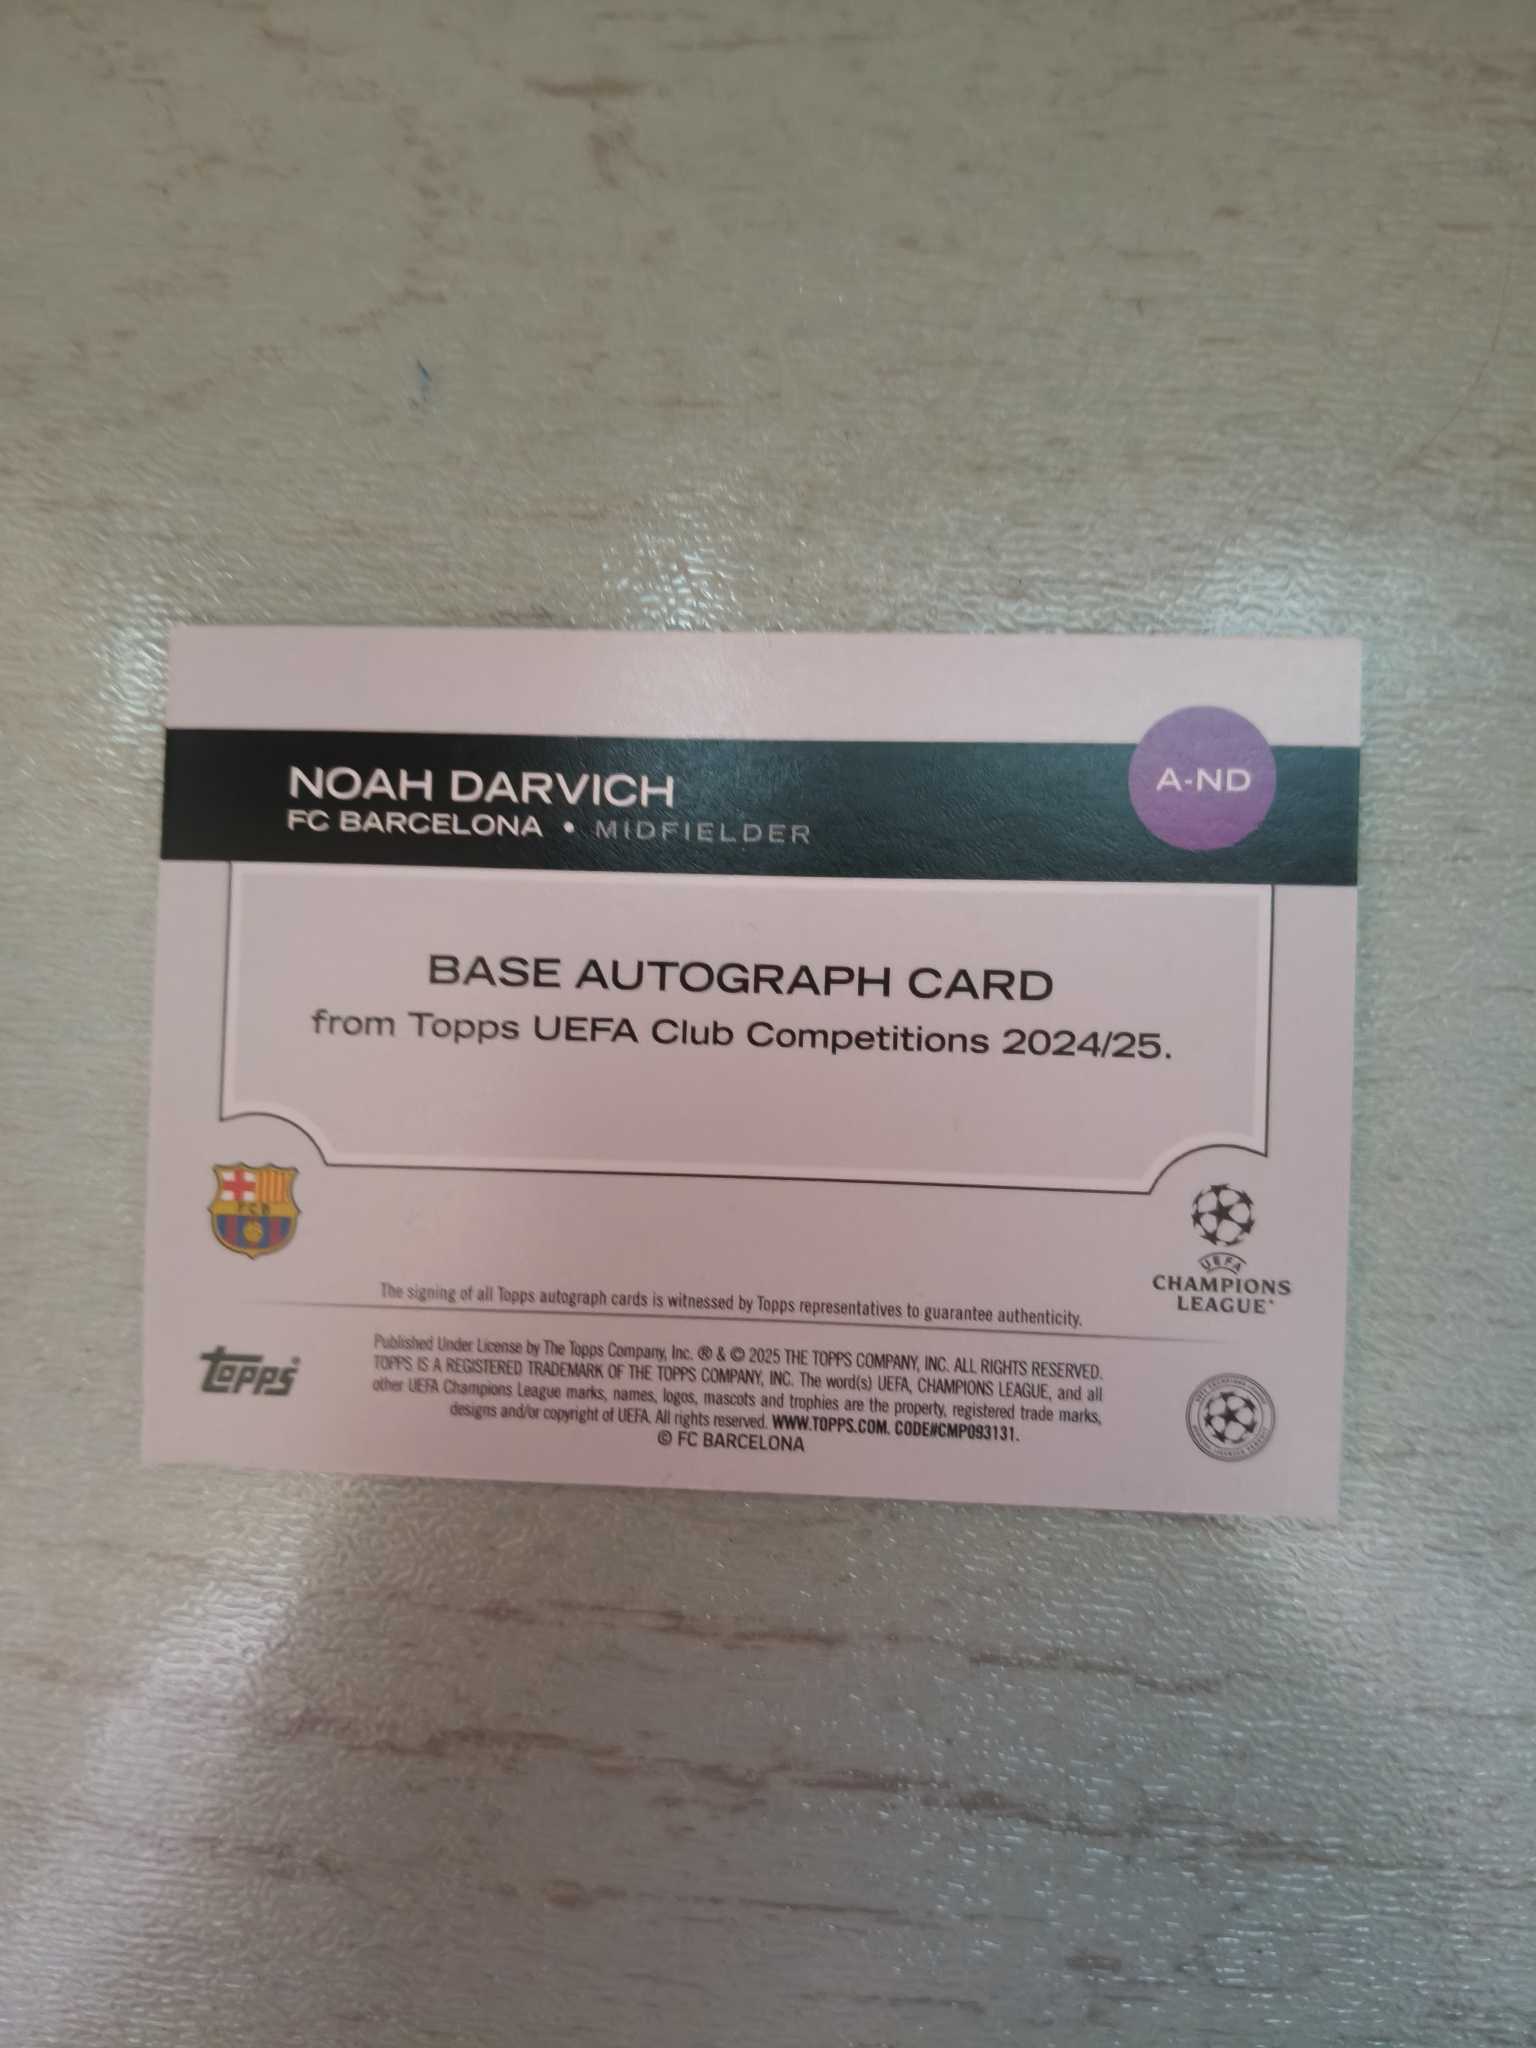 NOAH DARVICH
A-ND
FC BARCELONA • MIDFIELDER
BASE AUTOGRAPH CARD
from Topps UEFA Club Competitions 2024/25.
FCB
UEFA
CHAMPIONS
LEAGUE
The signing of all Topps autograph cards is witnessed by Topps representatives to guarantee authenticity.
topps
Published Under License by The Topps Company, Inc. ® & © 2025 THE TOPPS COMPANY, INC. ALL RIGHTS RESERVED.
TOPPS IS A REGISTERED TRADEMARK OF THE TOPPS COMPANY, INC. The word(s) UEFA, CHAMPIONS LEAGUE, and all
other UEFA Champions League marks, names, logos, mascots and trophies are the property, registered trade marks,
designs and/or copyright of UEFA. All rights reserved. WWW.TOPPS.COM. CODE#CMP093131.
© FC BARCELONA